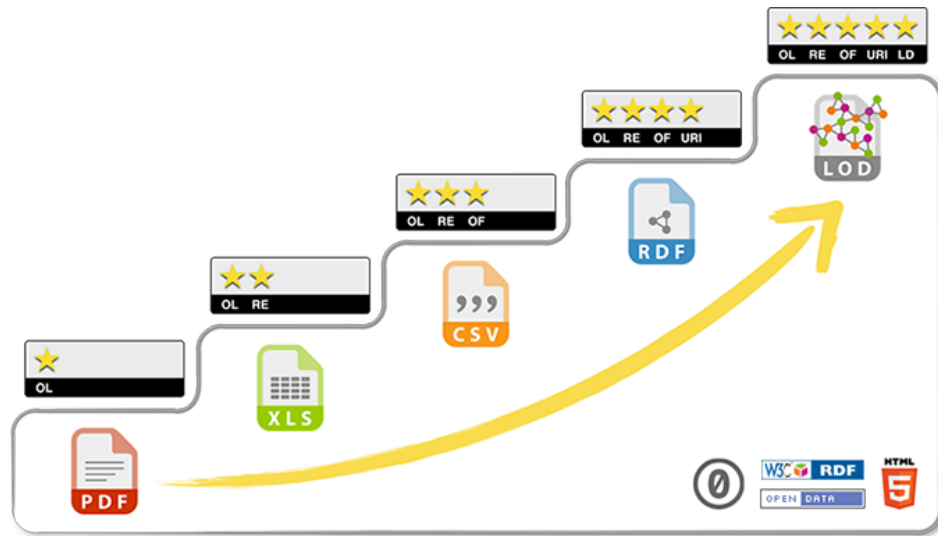 OL RE OF URI LD
LOD
OL RE OF URI
RDF
OL RE OF
CSV
OL RE
XLS
OL
PDF
0
W3C RDF
OPEN DATA
HTML
5